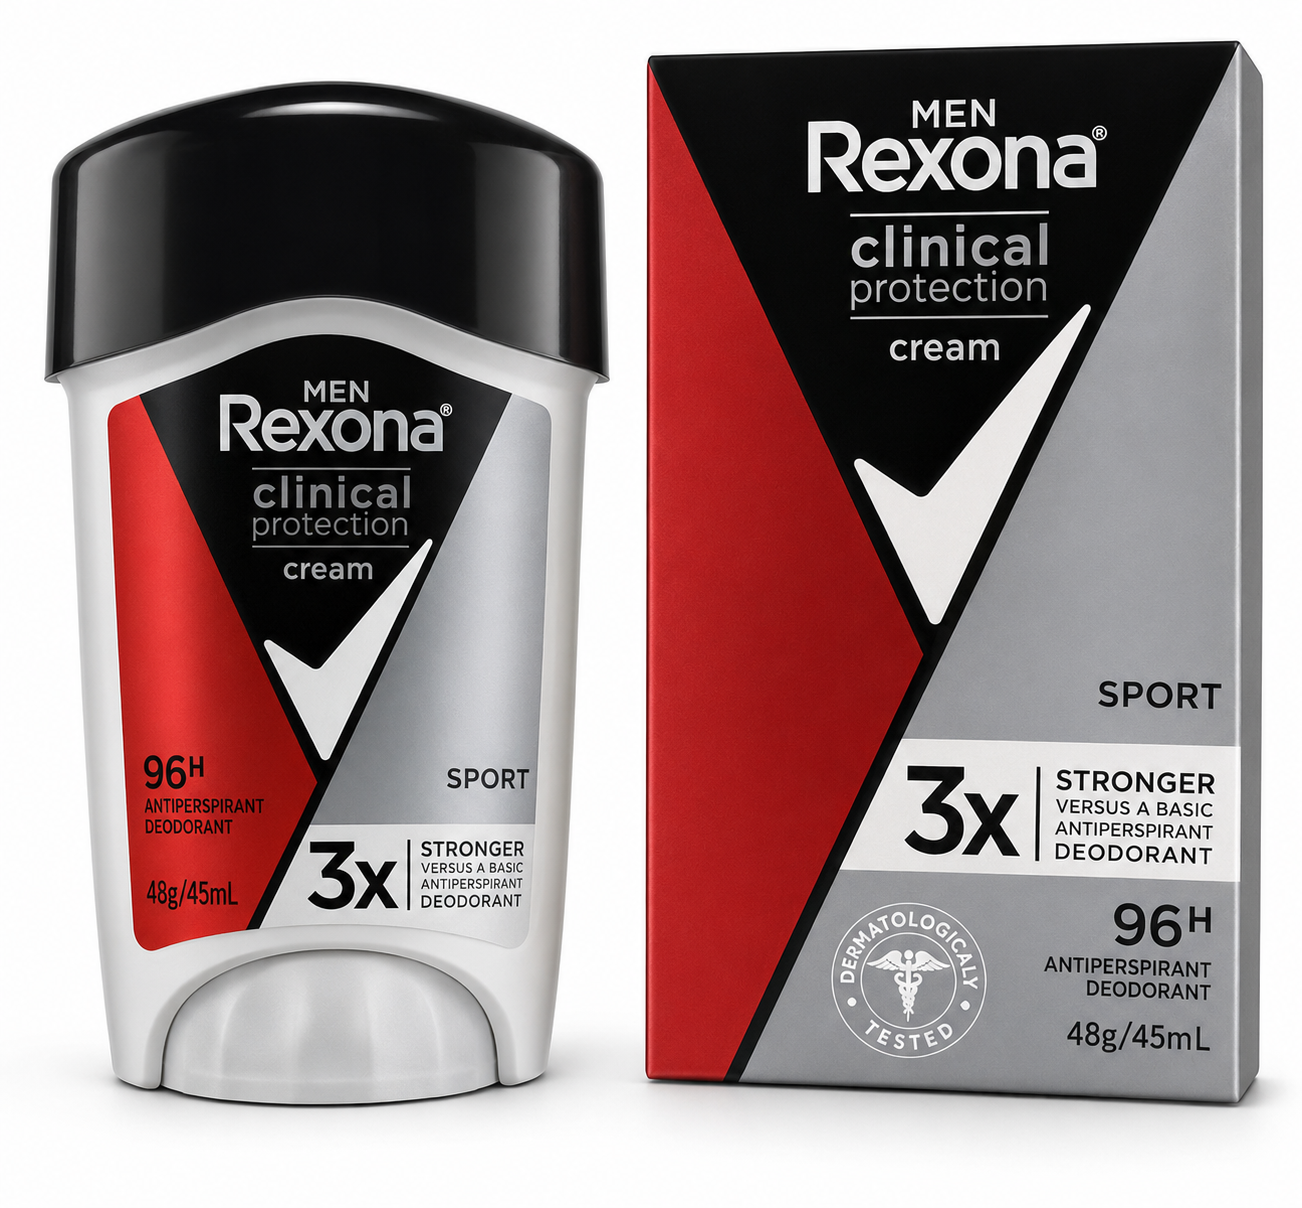 MEN
Rexona®
clinical
protection
cream
96H
ANTIPERSPIRANT
DEODORANT
48g/45mL
SPORT
3x
STRONGER
VERSUS A BASIC
ANTIPERSPIRANT
DEODORANT
MEN
Rexona®
clinical
protection
cream
SPORT
3x
STRONGER
VERSUS A BASIC
ANTIPERSPIRANT
DEODORANT
DERMATOLOGICALY
TESTED
96H
ANTIPERSPIRANT
DEODORANT
48g/45mL